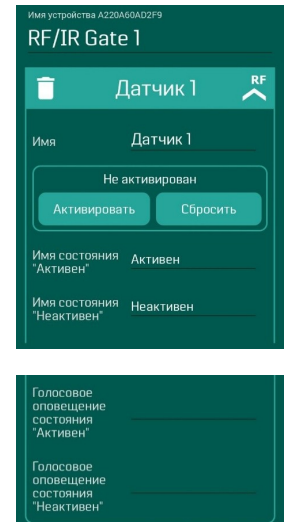 Имя устройства A220A60AD2F9
RF/IR Gate 1
Датчик 1
RF
Имя Датчик 1
Не активирован
Активировать Сбросить
Имя состояния
"Активен" Активен
Имя состояния
"Неактивен" Неактивен
Голосовое
оповещение
состояния
"Активен"
Голосовое
оповещение
состояния
"Неактивен"